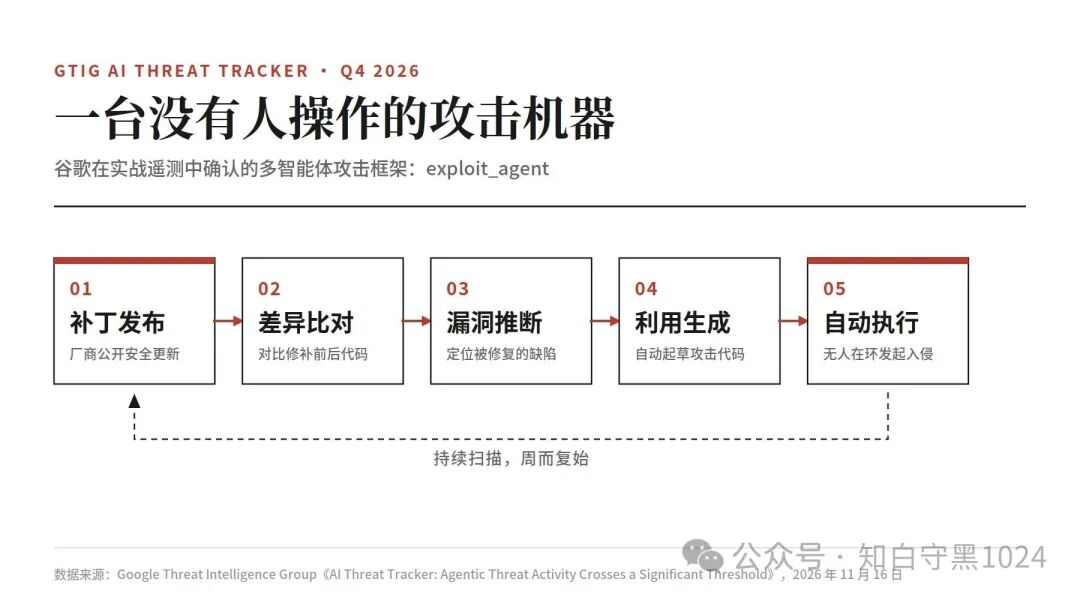 GTIG AI THREAT TRACKER · Q4 2026
一台没有人操作的攻击机器
谷歌在实战遥测中确认的多智能体攻击框架：exploit_agent
01
补丁发布
厂商公开安全更新
02
差异比对
对比修补前后代码
03
漏洞推断
定位被修复的缺陷
04
利用生成
自动起草攻击代码
05
自动执行
无人在环发起入侵
持续扫描，周而复始
公众号 · 知白守黑1024
数据来源：Google Threat Intelligence Group《AI Threat Tracker: Agentic Threat Activity Crosses a Significant Threshold》，2026 年 11 月 16 日